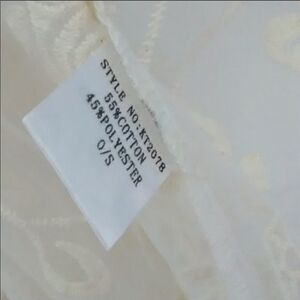 STYLE NO:KT2078
55%COTTON
45%POLYESTER
O/S